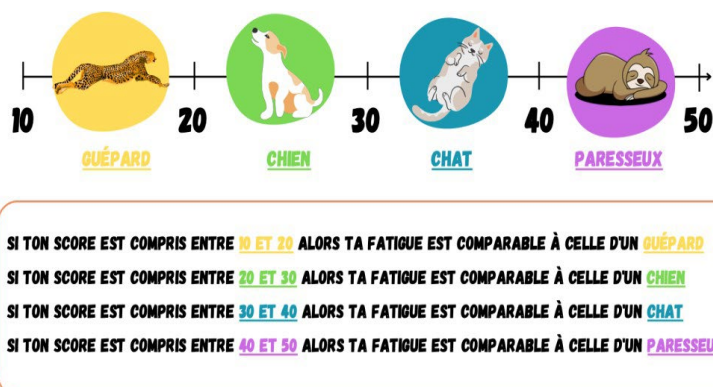 10 20 30 40 50
GUÉPARD CHIEN CHAT PARESSEUX
SI TON SCORE EST COMPRIS ENTRE 10 ET 20 ALORS TA FATIGUE EST COMPARABLE À CELLE D'UN GUÉPARD
SI TON SCORE EST COMPRIS ENTRE 20 ET 30 ALORS TA FATIGUE EST COMPARABLE À CELLE D'UN CHIEN
SI TON SCORE EST COMPRIS ENTRE 30 ET 40 ALORS TA FATIGUE EST COMPARABLE À CELLE D'UN CHAT
SI TON SCORE EST COMPRIS ENTRE 40 ET 50 ALORS TA FATIGUE EST COMPARABLE À CELLE D'UN PARESSEU